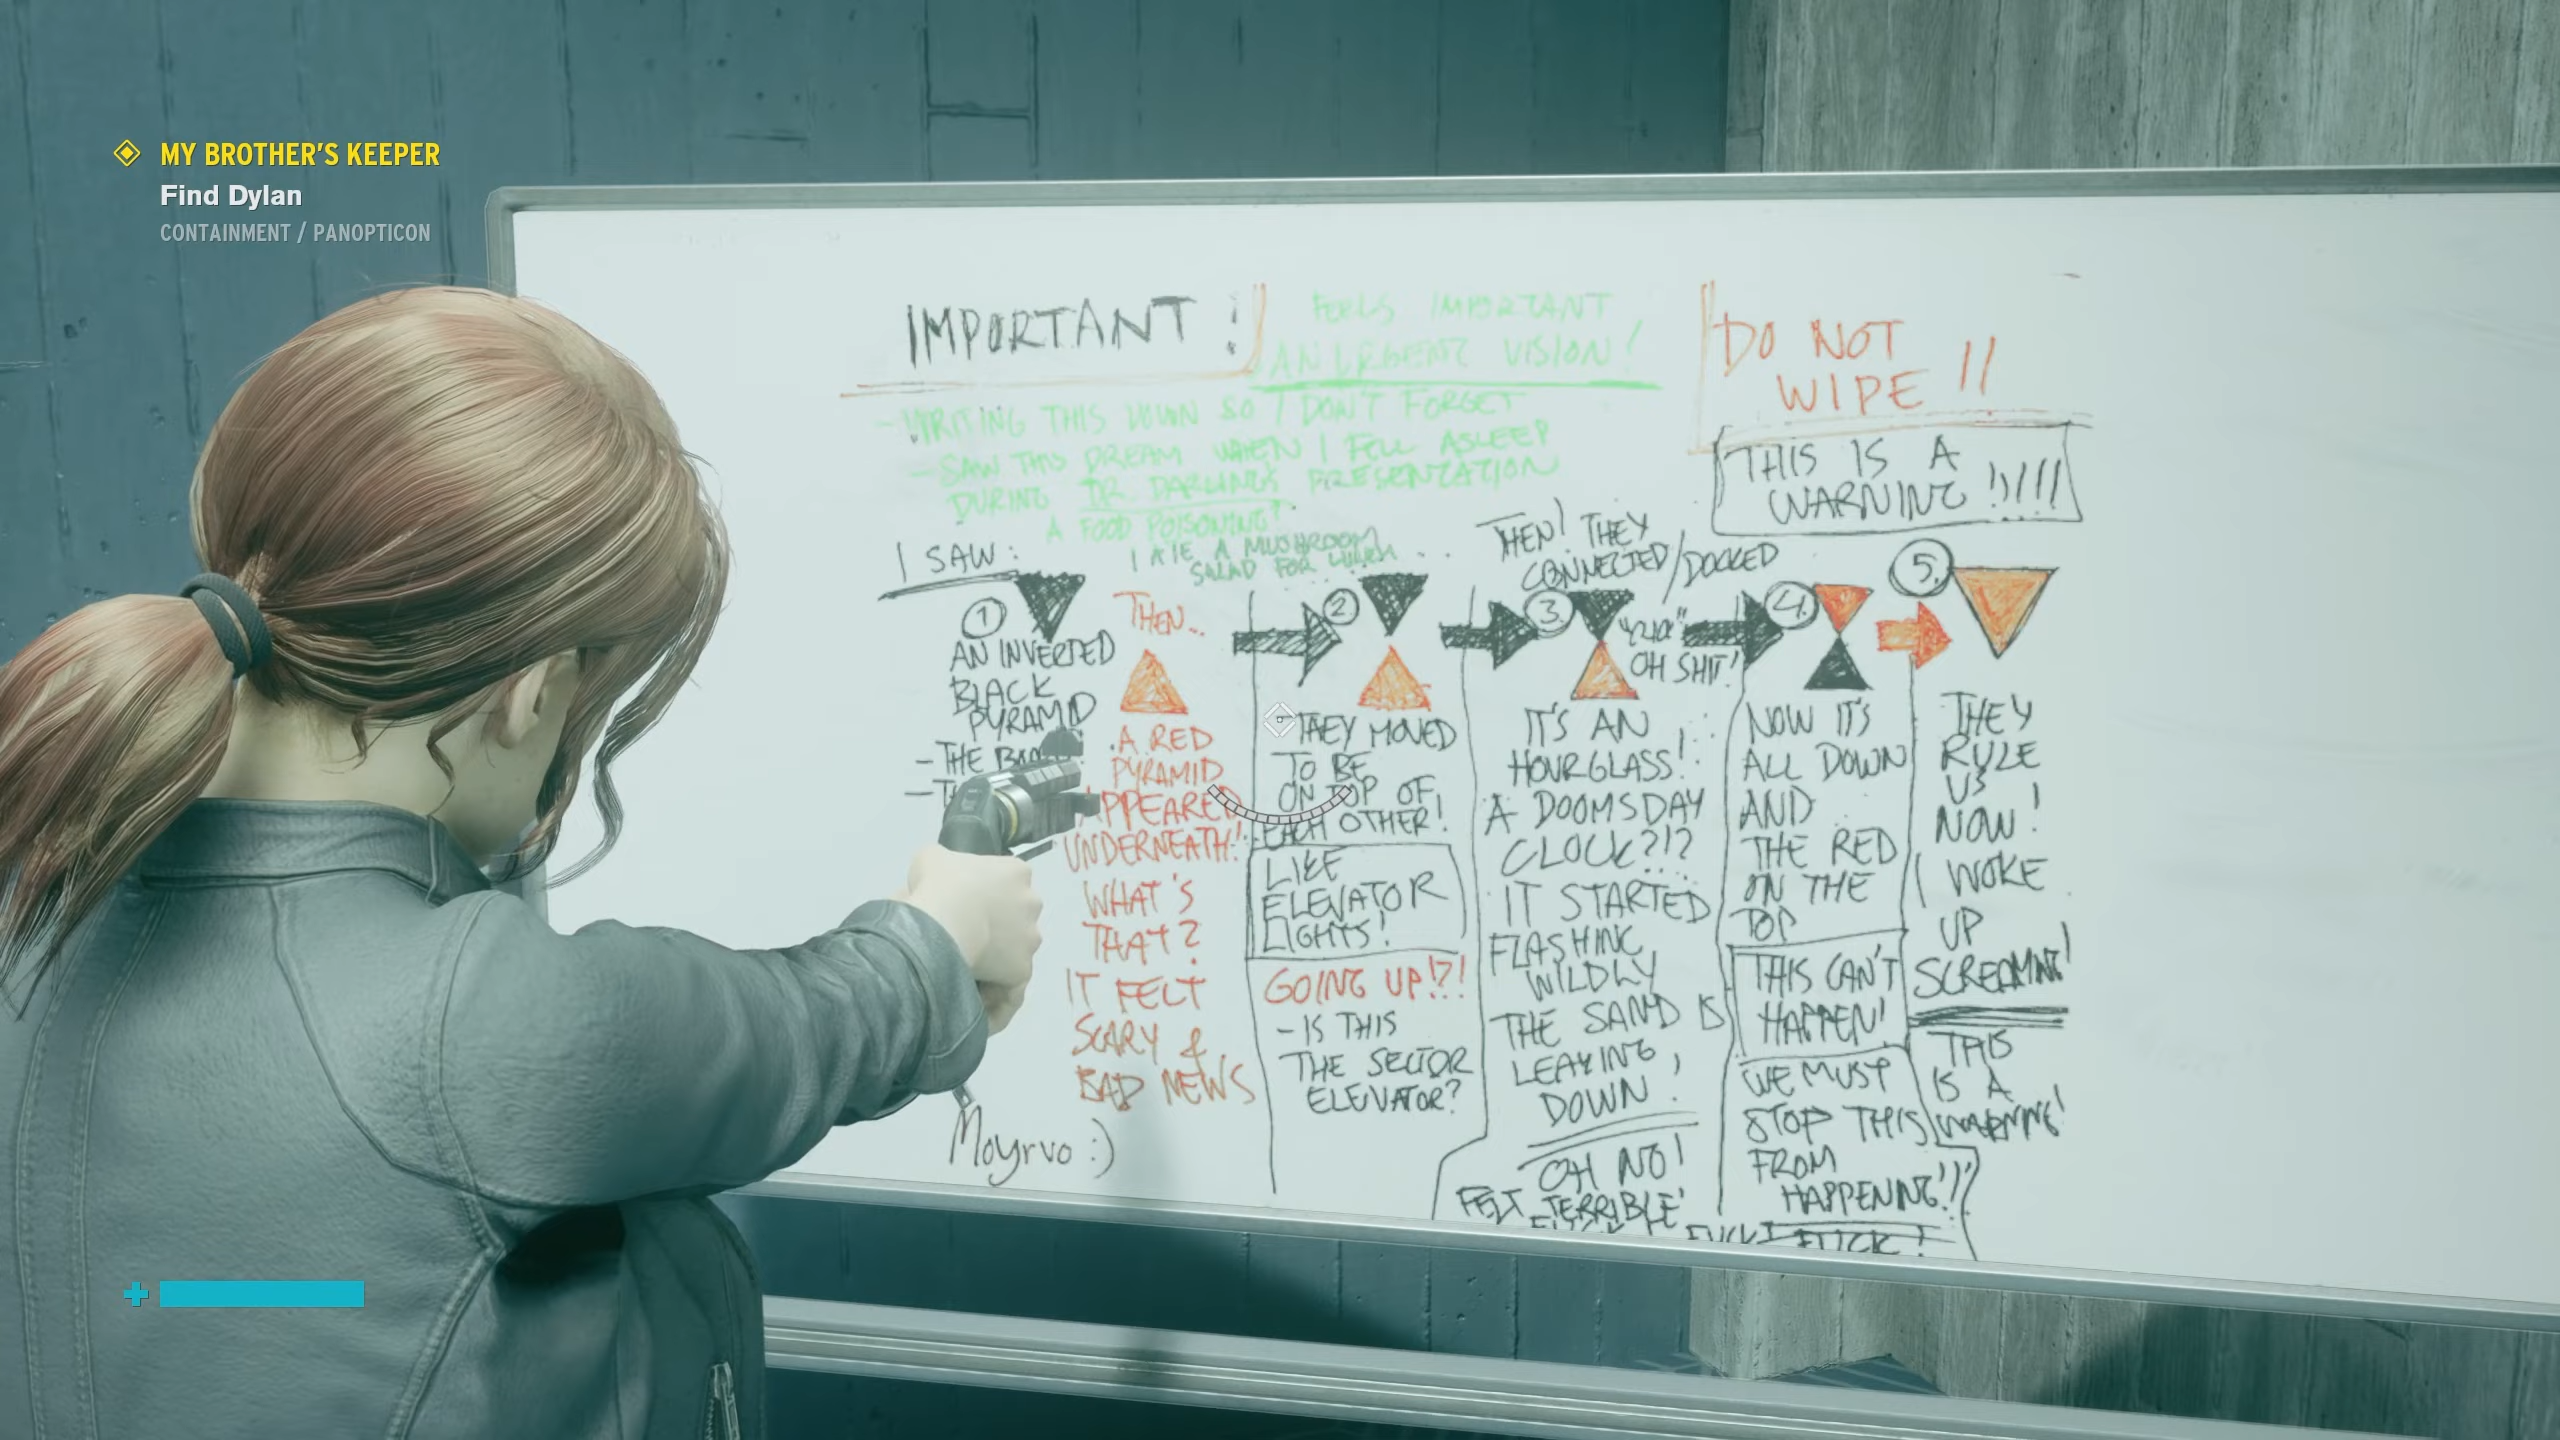 MY BROTHER'S KEEPER
Find Dylan
CONTAINMENT / PANOPTICON
IMPORTANT :
FEELS IMPORTANT
AN URGENT VISION!
DO NOT
WIPE !!
THIS IS A
WARNING !!!!!
- WRITING THIS DOWN SO I DON'T FORGET
- SAW THIS DREAM WHEN I FELL ASLEEP
DURING DR. DARLING'S PRESENTATION
A FOOD POISONING?
I ATE A MUSHROOM
SALAD FOR LUNCH
I SAW:
1
AN INVERTED
BLACK
PYRAMID
- THE
THEN...
A RED
PYRAMID
APPEARED
UNDERNEATH!
WHAT'S
THAT?
IT FELT
SCARY &
BAD NEWS
Moyrvo :)
2
THEY MOVED
TO BE
ON TOP OF
EACH OTHER!
LIKE
ELEVATOR
LIGHTS!
GOING UP!?!
- IS THIS
THE SECTOR
ELEVATOR?
THEN! THEY
CONNECTED/DOCKED
3
OH SHIT!
IT'S AN
HOURGLASS!
A DOOMSDAY
CLOCK?!?
IT STARTED
FLASHING
WILDLY
THE SAND IS
LEAKING,
DOWN!
OH NO!
FELT TERRIBLE!
FUCK
4.
NOW IT'S
ALL DOWN
AND
THE RED
ON THE
TOP
THIS CAN'T
HAPPEN!
WE MUST
STOP THIS
FROM
HAPPENING!!!
FUCK! FUCK!
5.
THEY
RULE
US
NOW!
I WOKE
UP
SCREAMING!
THIS
IS A
WARNING!